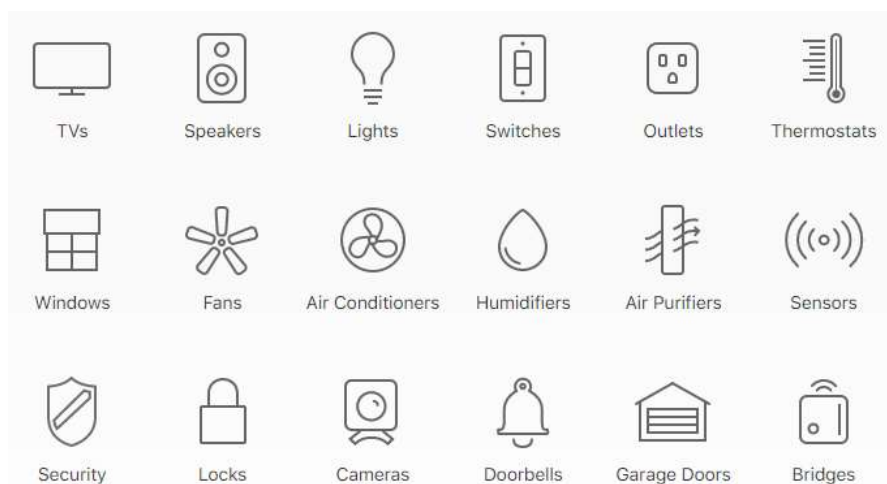 TVs
Speakers
Lights
Switches
Outlets
Thermostats
Windows
Fans
Air Conditioners
Humidifiers
Air Purifiers
Sensors
Security
Locks
Cameras
Doorbells
Garage Doors
Bridges